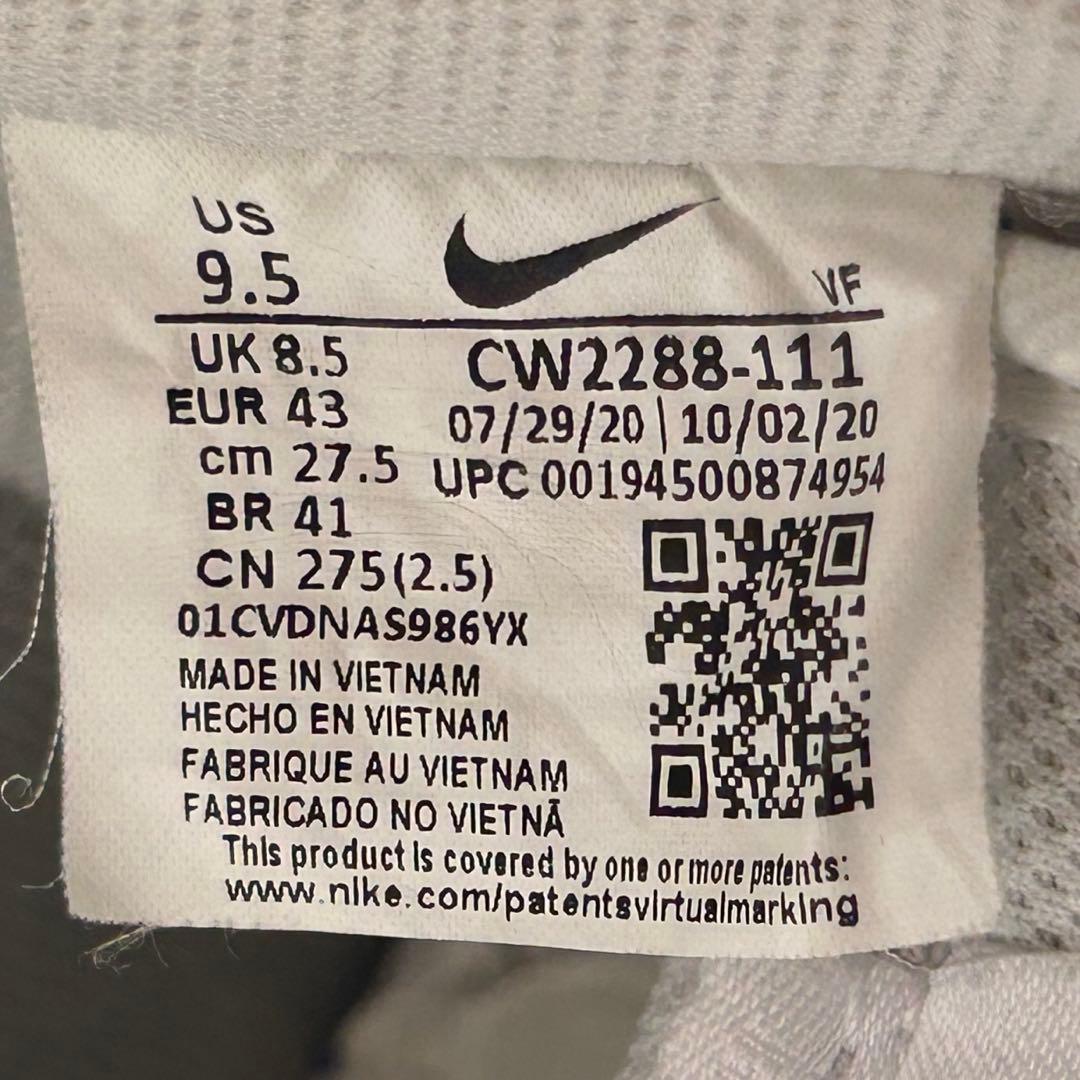 US
9.5
VF
UK 8.5
EUR 43
cm 27.5
BR 41
CN 275(2.5)
CW2288-111
07/29/20 | 10/02/20
UPC 00194500874954
01CVDNAS986YX
MADE IN VIETNAM
HECHO EN VIETNAM
FABRIQUE AU VIETNAM
FABRICADO NO VIETNÃ
This product is covered by one or more patents:
www.nike.com/patentsvirtualmarking